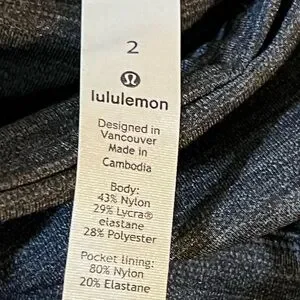 2
lululemon
Designed in
Vancouver
Made in
Cambodia
Body:
43% Nylon
29% Lycra®
elastane
28% Polyester
Pocket lining:
80% Nylon
20% Elastane